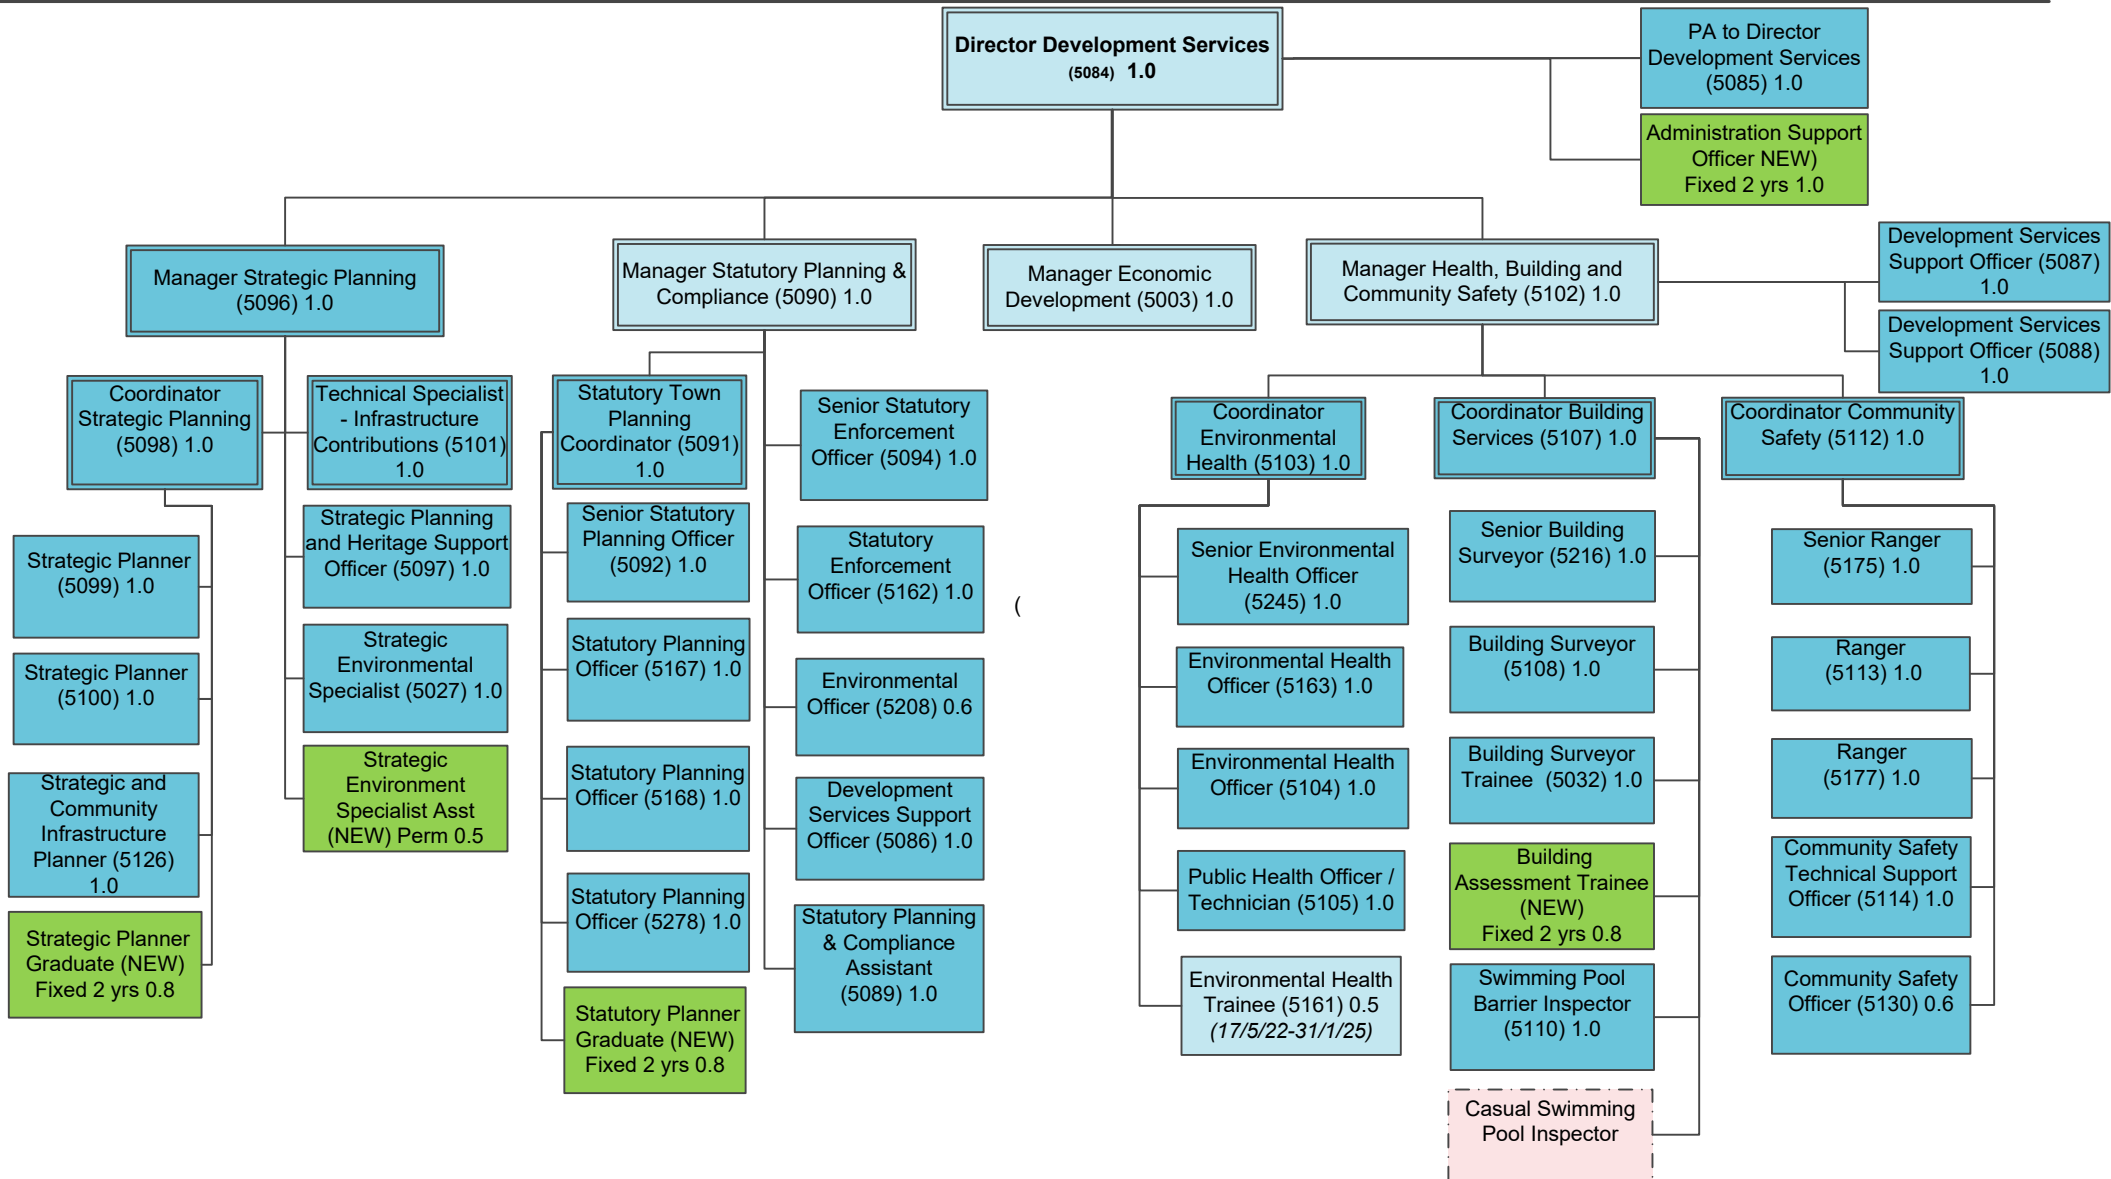 Director Development Services
(5084) 1.0
PA to Director
Development Services
(5085) 1.0
Administration Support
Officer NEW)
Fixed 2 yrs 1.0
Manager Strategic Planning
(5096) 1.0
Manager Statutory Planning &
Compliance (5090) 1.0
Manager Economic
Development (5003) 1.0
Manager Health, Building and
Community Safety (5102) 1.0
Development Services
Support Officer (5087)
1.0
Development Services
Support Officer (5088)
1.0
Coordinator
Strategic Planning
(5098) 1.0
Technical Specialist
- Infrastructure
Contributions (5101)
1.0
Strategic Planner
(5099) 1.0
Strategic Planner
(5100) 1.0
Strategic and
Community
Infrastructure
Planner (5126)
1.0
Strategic Planner
Graduate (NEW)
Fixed 2 yrs 0.8
Strategic Planning
and Heritage Support
Officer (5097) 1.0
Strategic
Environmental
Specialist (5027) 1.0
Strategic
Environment
Specialist Asst
(NEW) Perm 0.5
Statutory Town
Planning
Coordinator (5091)
1.0
Senior Statutory
Planning Officer
(5092) 1.0
Statutory Planning
Officer (5167) 1.0
Statutory Planning
Officer (5168) 1.0
Statutory Planning
Officer (5278) 1.0
Statutory Planner
Graduate (NEW)
Fixed 2 yrs 0.8
Senior Statutory
Enforcement
Officer (5094) 1.0
Statutory
Enforcement
Officer (5162) 1.0
Environmental
Officer (5208) 0.6
Development
Services Support
Officer (5086) 1.0
Statutory Planning
& Compliance
Assistant
(5089) 1.0
(
Coordinator
Environmental
Health (5103) 1.0
Senior Environmental
Health Officer
(5245) 1.0
Environmental Health
Officer (5163) 1.0
Environmental Health
Officer (5104) 1.0
Public Health Officer /
Technician (5105) 1.0
Environmental Health
Trainee (5161) 0.5
(17/5/22-31/1/25)
Coordinator Building
Services (5107) 1.0
Senior Building
Surveyor (5216) 1.0
Building Surveyor
(5108) 1.0
Building Surveyor
Trainee (5032) 1.0
Building
Assessment Trainee
(NEW)
Fixed 2 yrs 0.8
Swimming Pool
Barrier Inspector
(5110) 1.0
Casual Swimming
Pool Inspector
Coordinator Community
Safety (5112) 1.0
Senior Ranger
(5175) 1.0
Ranger
(5113) 1.0
Ranger
(5177) 1.0
Community Safety
Technical Support
Officer (5114) 1.0
Community Safety
Officer (5130) 0.6